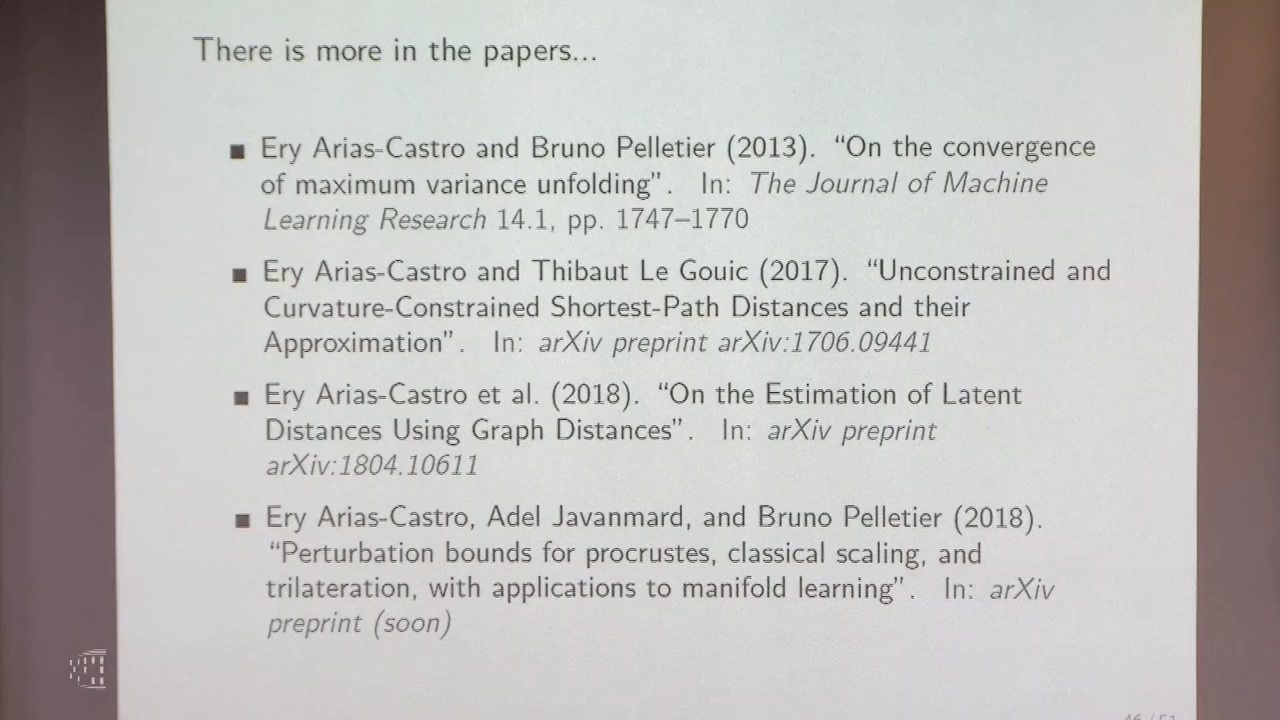 There is more in the papers...
Ery Arias-Castro and Bruno Pelletier (2013). “On the convergence
of maximum variance unfolding”. In: The Journal of Machine
Learning Research 14.1, pp. 1747–1770
Ery Arias-Castro and Thibaut Le Gouic (2017). “Unconstrained and
Curvature-Constrained Shortest-Path Distances and their
Approximation”. In: arXiv preprint arXiv:1706.09441
Ery Arias-Castro et al. (2018). “On the Estimation of Latent
Distances Using Graph Distances”. In: arXiv preprint
arXiv:1804.10611
Ery Arias-Castro, Adel Javanmard, and Bruno Pelletier (2018).
“Perturbation bounds for procrustes, classical scaling, and
trilateration, with applications to manifold learning”. In: arXiv
preprint (soon)